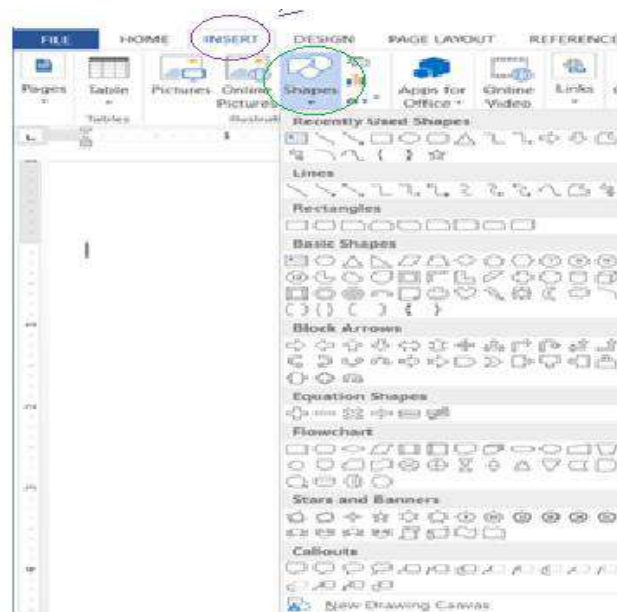 FILE HOME INSERT DESIGN PAGE LAYOUT REFERENCE
Pages Table Pictures Online Pictures Shapes Apps for Office Online Video Links
Tables
Recently Used Shapes
Lines
Rectangles
Basic Shapes
Block Arrows
Equation Shapes
Flowchart
Stars and Banners
Callouts
New Drawing Canvas